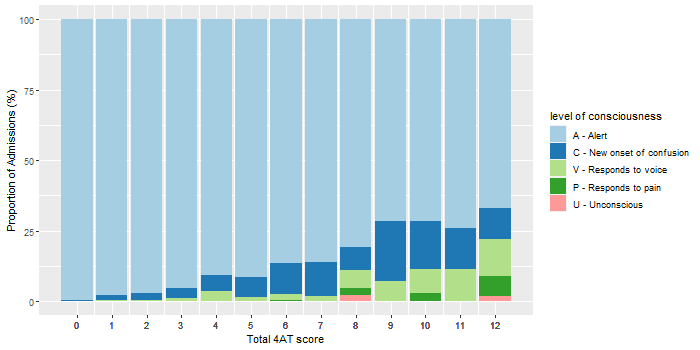 Proportion of Admissions (%)
100
75
50
25
0
0 1 2 3 4 5 6 7 8 9 10 11 12
Total 4AT score
level of consciousness
A - Alert
C - New onset of confusion
V - Responds to voice
P - Responds to pain
U - Unconscious